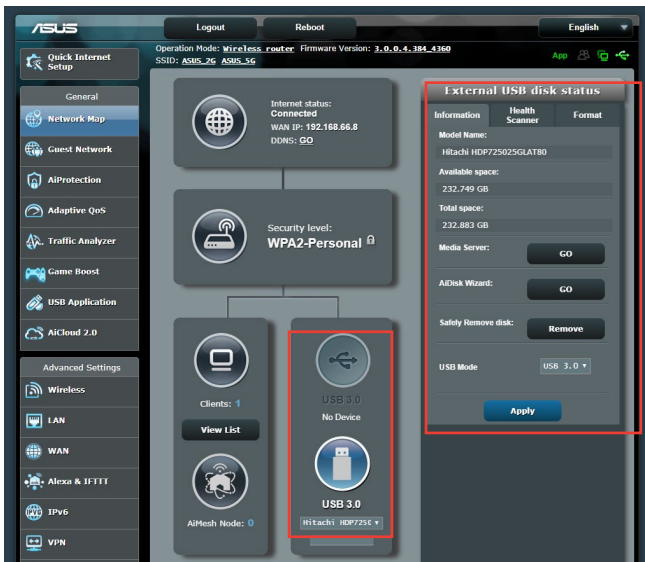 ASUS
Logout
Reboot
English
Quick Internet
Setup
Operation Mode: Wireless router Firmware Version: 3.0.0.4.384_4360
SSID: ASUS_2G ASUS_5G
App
General
Network Map
Guest Network
AiProtection
Adaptive QoS
Traffic Analyzer
Game Boost
USB Application
AiCloud 2.0
Advanced Settings
Wireless
LAN
WAN
Alexa & IFTTT
IPv6
VPN
Internet status:
Connected
WAN IP: 192.168.66.8
DDNS: GO
Security level:
WPA2-Personal
Clients: 1
View List
AiMesh Node: 0
USB 3.0
No Device
USB 3.0
Hitachi HDP725C
External USB disk status
Information
Health
Scanner
Format
Model Name:
Hitachi HDP725025GLAT80
Available space:
232.749 GB
Total space:
232.883 GB
Media Server:
GO
AiDisk Wizard:
GO
Safely Remove disk:
Remove
USB Mode
USB 3.0
Apply